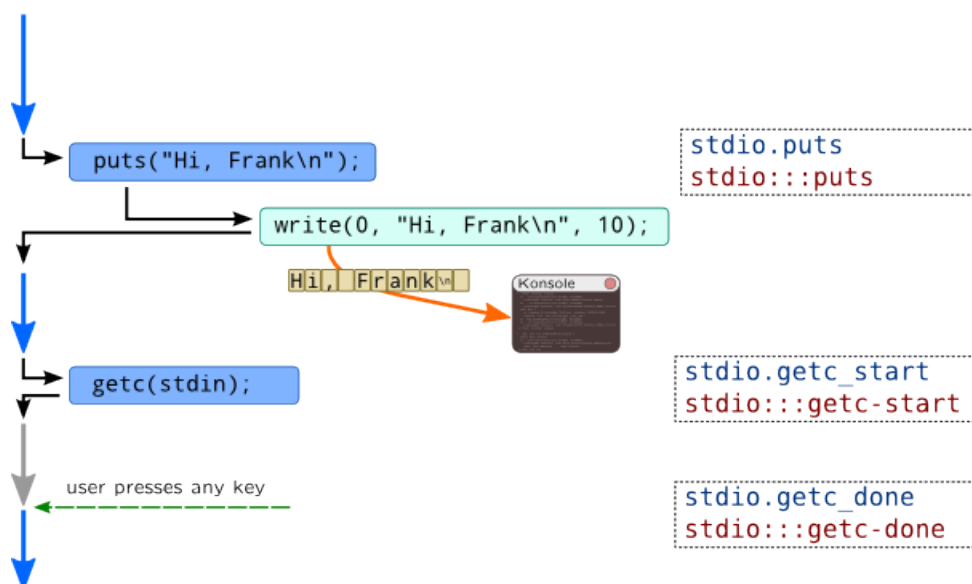 puts("Hi, Frank\n");
stdio.puts
stdio:::puts
write(0, "Hi, Frank\n", 10);
Hi, Frank\n
Konsole
getc(stdin);
stdio.getc_start
stdio:::getc-start
user presses any key
stdio.getc_done
stdio:::getc-done